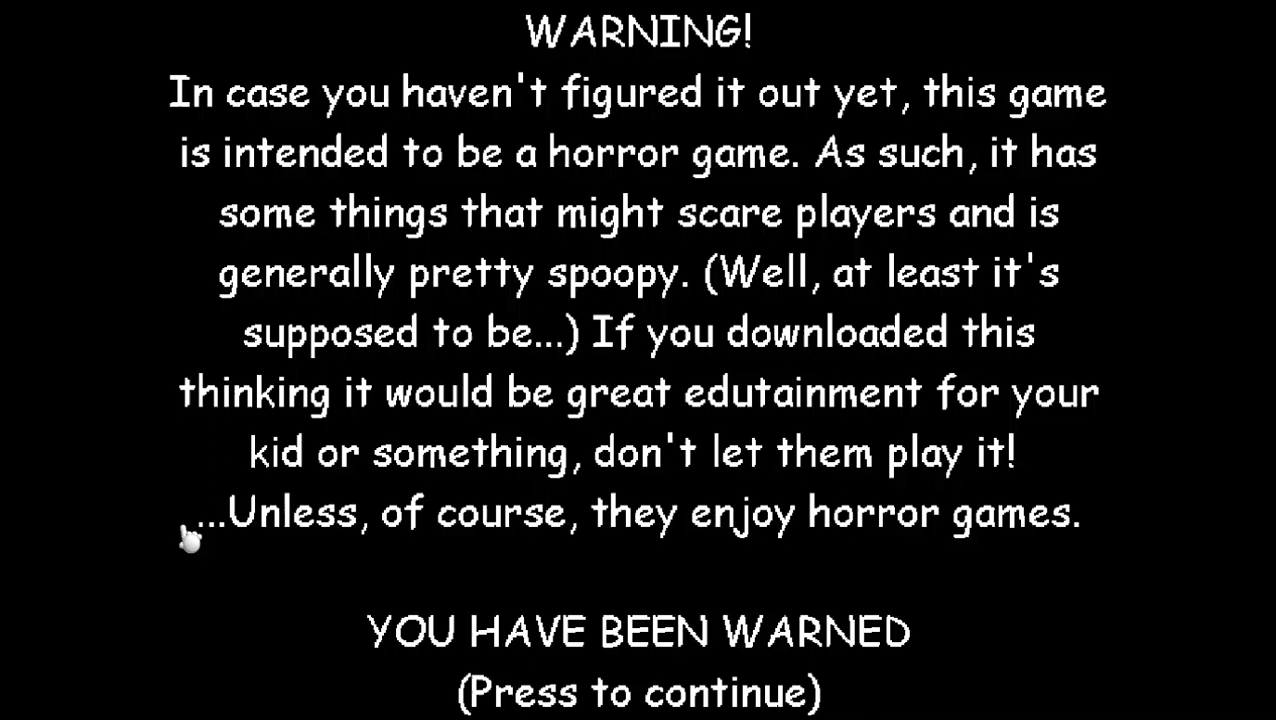 WARNING!
In case you haven't figured it out yet, this game
is intended to be a horror game. As such, it has
some things that might scare players and is
generally pretty spoopy. (Well, at least it's
supposed to be...) If you downloaded this
thinking it would be great edutainment for your
kid or something, don't let them play it!
...Unless, of course, they enjoy horror games.
YOU HAVE BEEN WARNED
(Press to continue)